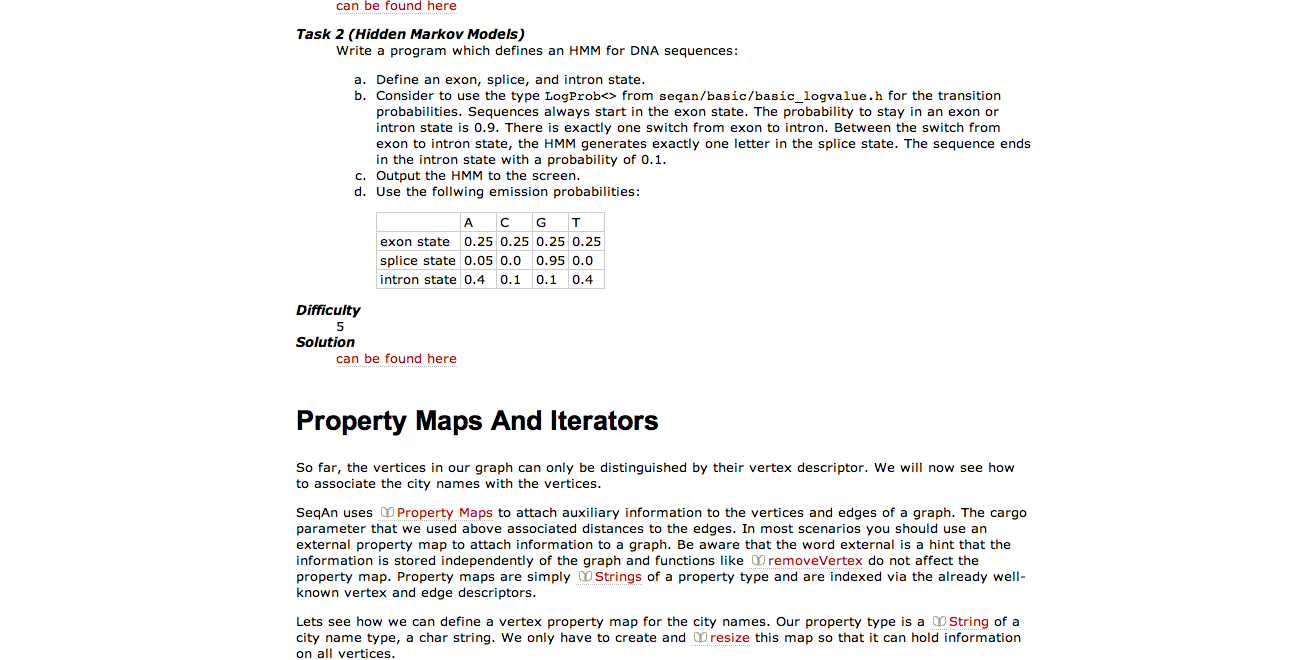 can be found here
Task 2 (Hidden Markov Models)
Write a program which defines an HMM for DNA sequences:
a. Define an exon, splice, and intron state.
b. Consider to use the type LogProb<> from seqan/basic/basic_logvalue.h for the transition
probabilities. Sequences always start in the exon state. The probability to stay in an exon or
intron state is 0.9. There is exactly one switch from exon to intron. Between the switch from
exon to intron state, the HMM generates exactly one letter in the splice state. The sequence ends
in the intron state with a probability of 0.1.
c. Output the HMM to the screen.
d. Use the follwing emission probabilities:
A C G T
exon state 0.25 0.25 0.25 0.25
splice state 0.05 0.0 0.95 0.0
intron state 0.4 0.1 0.1 0.4
Difficulty
5
Solution
can be found here
Property Maps And Iterators
So far, the vertices in our graph can only be distinguished by their vertex descriptor. We will now see how
to associate the city names with the vertices.
SeqAn uses Property Maps to attach auxiliary information to the vertices and edges of a graph. The cargo
parameter that we used above associated distances to the edges. In most scenarios you should use an
external property map to attach information to a graph. Be aware that the word external is a hint that the
information is stored independently of the graph and functions like removeVertex do not affect the
property map. Property maps are simply Strings of a property type and are indexed via the already well-
known vertex and edge descriptors.
Lets see how we can define a vertex property map for the city names. Our property type is a String of a
city name type, a char string. We only have to create and resize this map so that it can hold information
on all vertices.